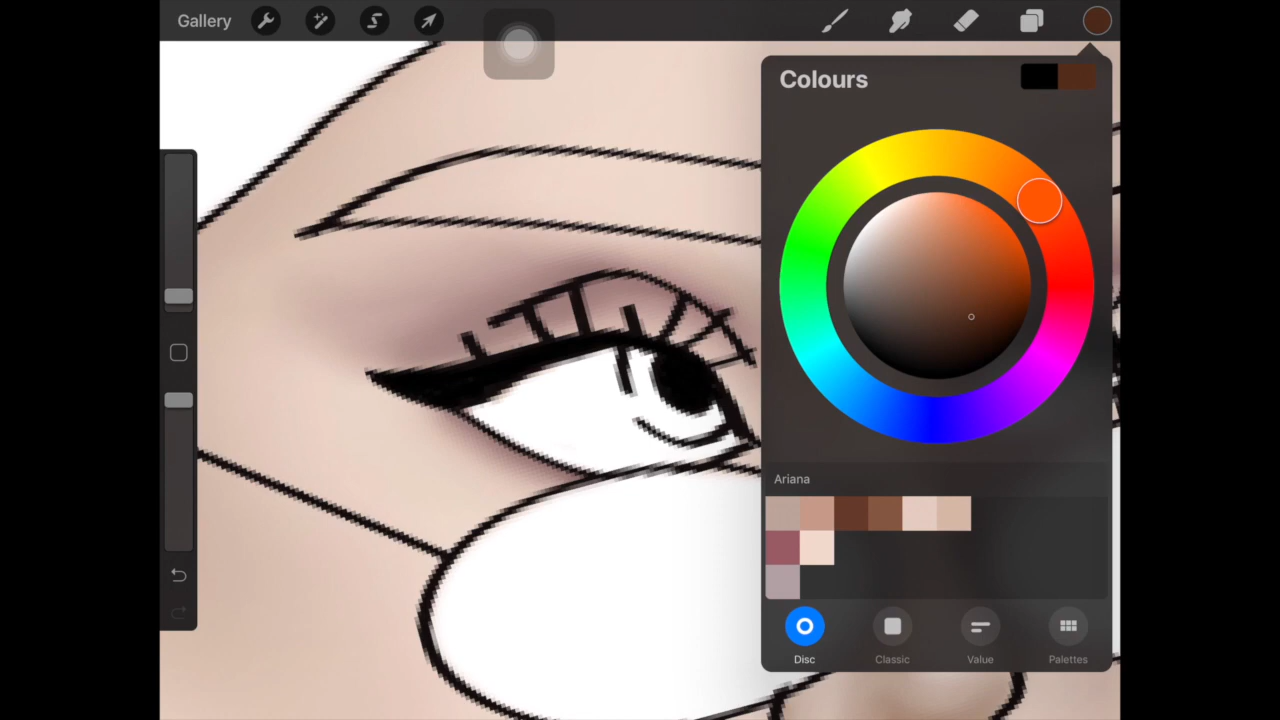 Gallery
Colours
Ariana
Disc
Classic
Value
Palettes